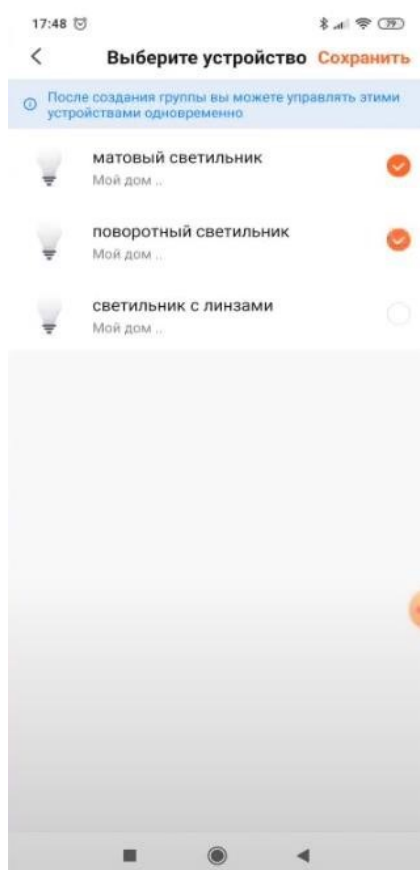 17:48 39
Выберите устройство Сохранить
После создания группы вы можете управлять этими
устройствами одновременно
матовый светильник
Мой дом ..
поворотный светильник
Мой дом ..
светильник с линзами
Мой дом ..